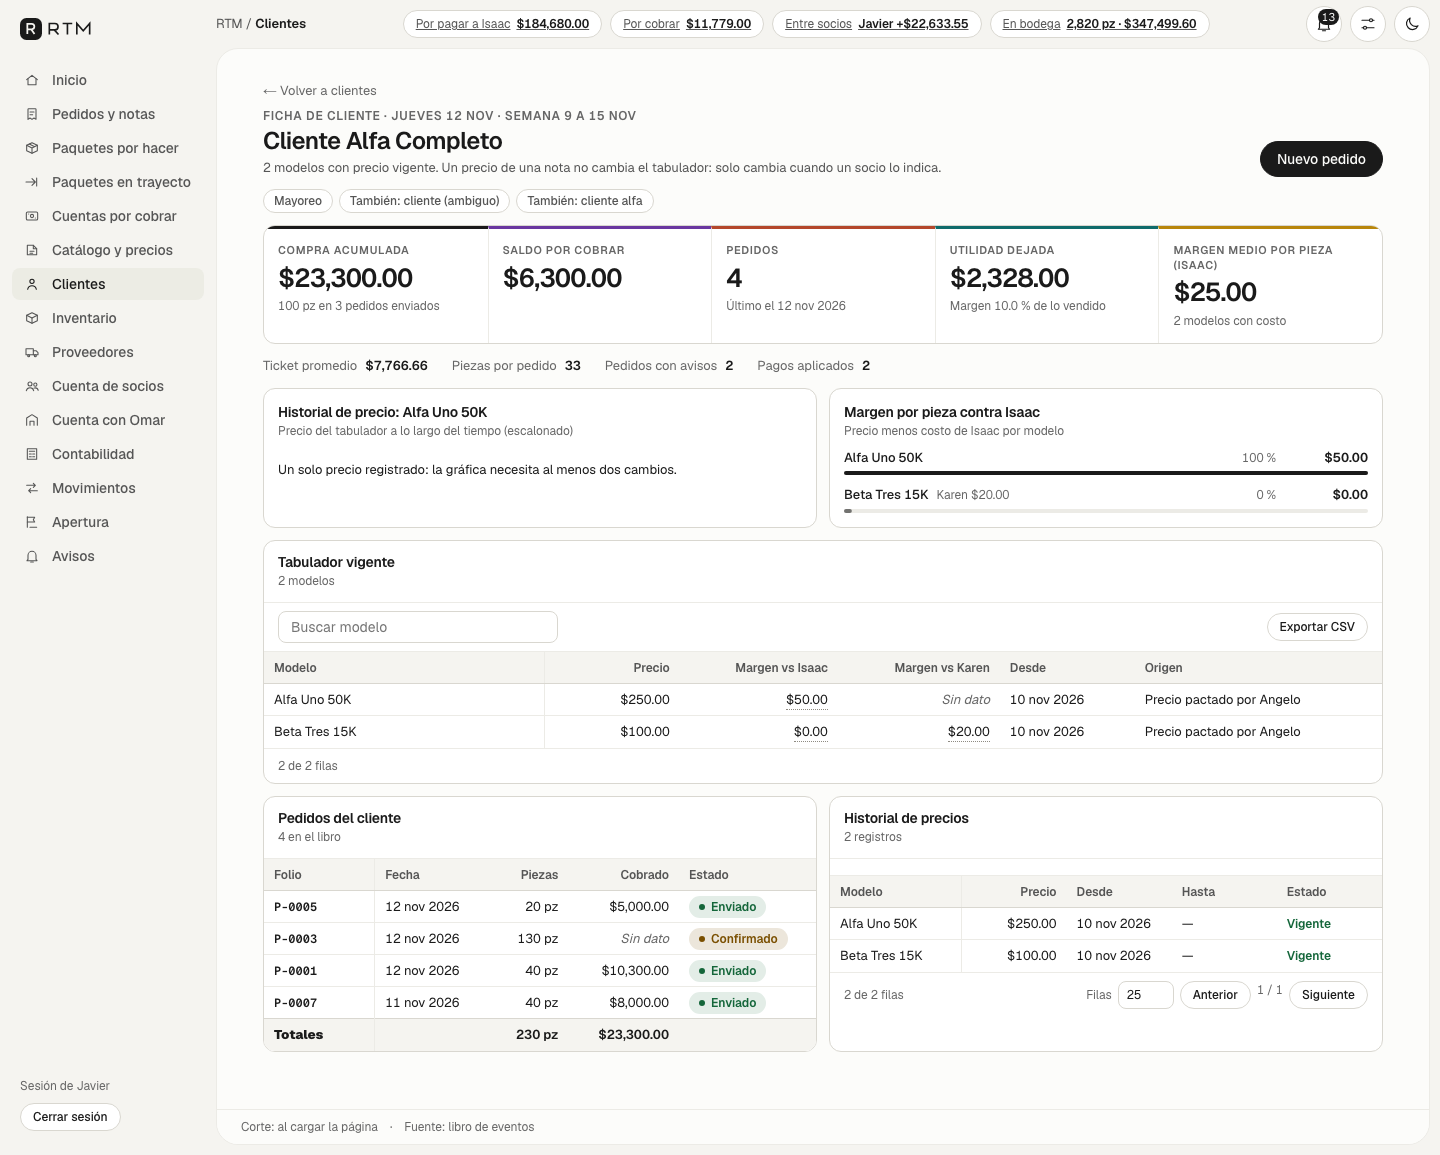 R RTM
RTM / Clientes
Por pagar a Isaac $184,680.00
Por cobrar $11,779.00
Entre socios Javier +$22,633.55
En bodega 2,820 pz · $347,499.60
13
Inicio
Pedidos y notas
Paquetes por hacer
Paquetes en trayecto
Cuentas por cobrar
Catálogo y precios
Clientes
Inventario
Proveedores
Cuenta de socios
Cuenta con Omar
Contabilidad
Movimientos
Apertura
Avisos
Sesión de Javier
Cerrar sesión
← Volver a clientes
FICHA DE CLIENTE · JUEVES 12 NOV · SEMANA 9 A 15 NOV
Cliente Alfa Completo
2 modelos con precio vigente. Un precio de una nota no cambia el tabulador: solo cambia cuando un socio lo indica.
Nuevo pedido
Mayoreo
También: cliente (ambiguo)
También: cliente alfa
COMPRA ACUMULADA
$23,300.00
100 pz en 3 pedidos enviados
SALDO POR COBRAR
$6,300.00
PEDIDOS
4
Último el 12 nov 2026
UTILIDAD DEJADA
$2,328.00
Margen 10.0 % de lo vendido
MARGEN MEDIO POR PIEZA
(ISAAC)
$25.00
2 modelos con costo
Ticket promedio $7,766.66 Piezas por pedido 33 Pedidos con avisos 2 Pagos aplicados 2
Historial de precio: Alfa Uno 50K
Precio del tabulador a lo largo del tiempo (escalonado)
Un solo precio registrado: la gráfica necesita al menos dos cambios.
Margen por pieza contra Isaac
Precio menos costo de Isaac por modelo
Alfa Uno 50K 100 % $50.00
Beta Tres 15K Karen $20.00 0 % $0.00
Tabulador vigente
2 modelos
Buscar modelo
Exportar CSV
Modelo Precio Margen vs Isaac Margen vs Karen Desde Origen
Alfa Uno 50K $250.00 $50.00 Sin dato 10 nov 2026 Precio pactado por Angelo
Beta Tres 15K $100.00 $0.00 $20.00 10 nov 2026 Precio pactado por Angelo
2 de 2 filas
Pedidos del cliente
4 en el libro
Folio Fecha Piezas Cobrado Estado
P-0005 12 nov 2026 20 pz $5,000.00 Enviado
P-0003 12 nov 2026 130 pz Sin dato Confirmado
P-0001 12 nov 2026 40 pz $10,300.00 Enviado
P-0007 11 nov 2026 40 pz $8,000.00 Enviado
Totales 230 pz $23,300.00
Historial de precios
2 registros
Modelo Precio Desde Hasta Estado
Alfa Uno 50K $250.00 10 nov 2026 — Vigente
Beta Tres 15K $100.00 10 nov 2026 — Vigente
2 de 2 filas Filas 25 Anterior 1 / 1 Siguiente
Corte: al cargar la página · Fuente: libro de eventos